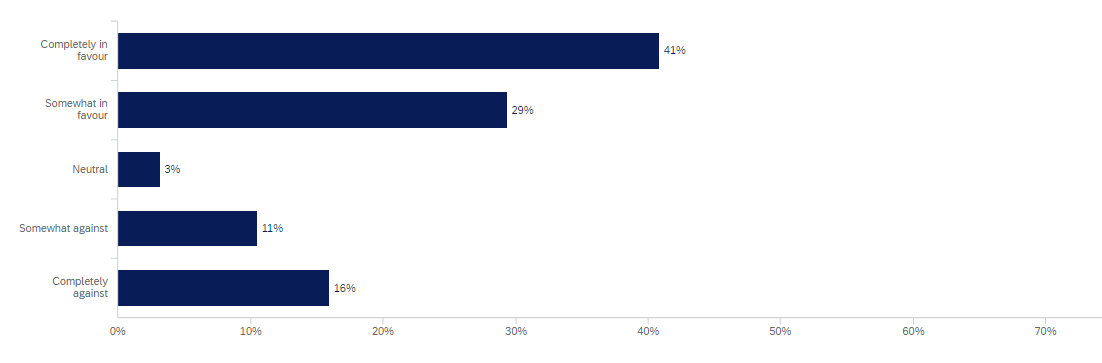 Completely in
favour
41%
Somewhat in
favour
29%
Neutral
3%
Somewhat against
11%
Completely
against
16%
0% 10% 20% 30% 40% 50% 60% 70%